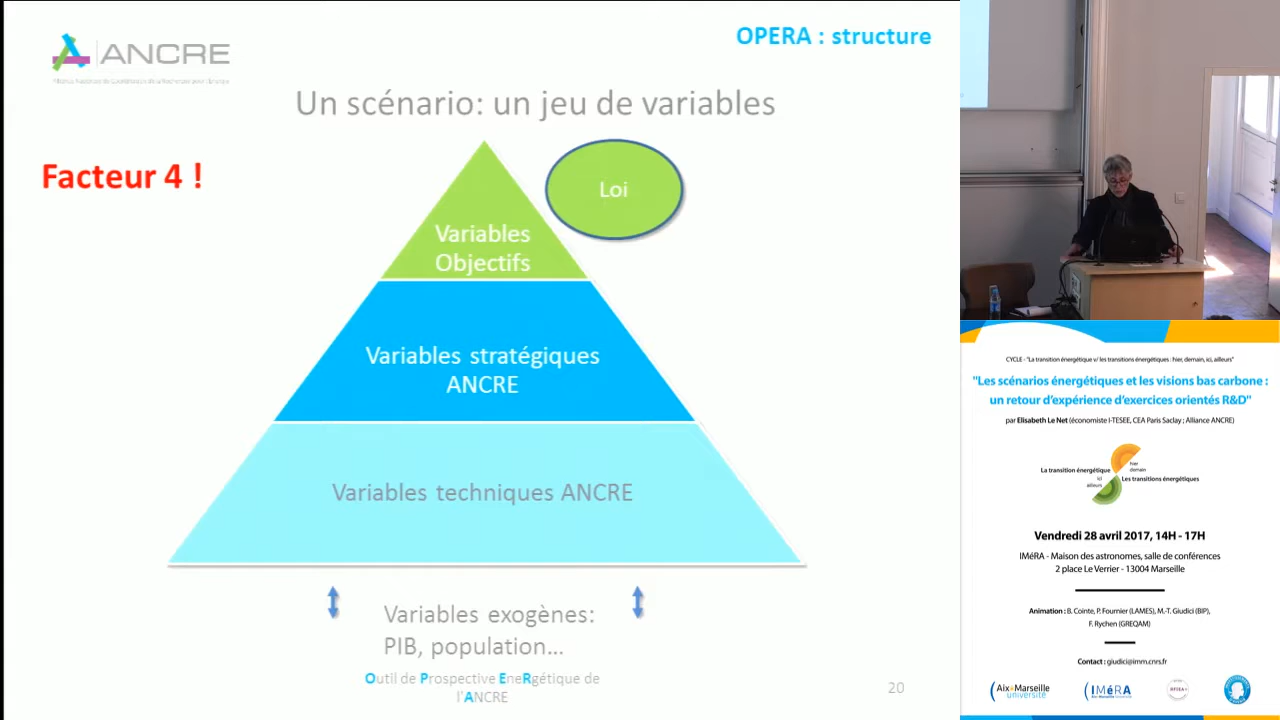 ANCRE
OPERA : structure
Un scénario: un jeu de variables
Facteur 4 !
Loi
Variables
Objectifs
Variables stratégiques
ANCRE
Variables techniques ANCRE
Variables exogènes:
PIB, population...
Outil de Prospective EneRgétique de
l'ANCRE
20
CYCLE - "La transition énergétique v/ les transitions énergétiques : hier, demain, ici, ailleurs"
"Les scénarios énergétiques et les visions bas carbone :
un retour d'expérience d'exercices orientés R&D"
par Elisabeth Le Net (économiste I-TESEE, CEA Paris Saclay ; Alliance ANCRE)
La transition énergétique
hier
demain
ici
ailleurs
Les transitions énergétiques
Vendredi 28 avril 2017, 14H - 17H
IMéRA - Maison des astronomes, salle de conférences
2 place Le Verrier - 13004 Marseille
Animation : B. Cointe, P. Fournier (LAMES), M.-T. Giudici (BIP),
F. Rychen (GREQAM)
Contact : giudici@imm.cnrs.fr
Aix Marseille
université
IMéRA